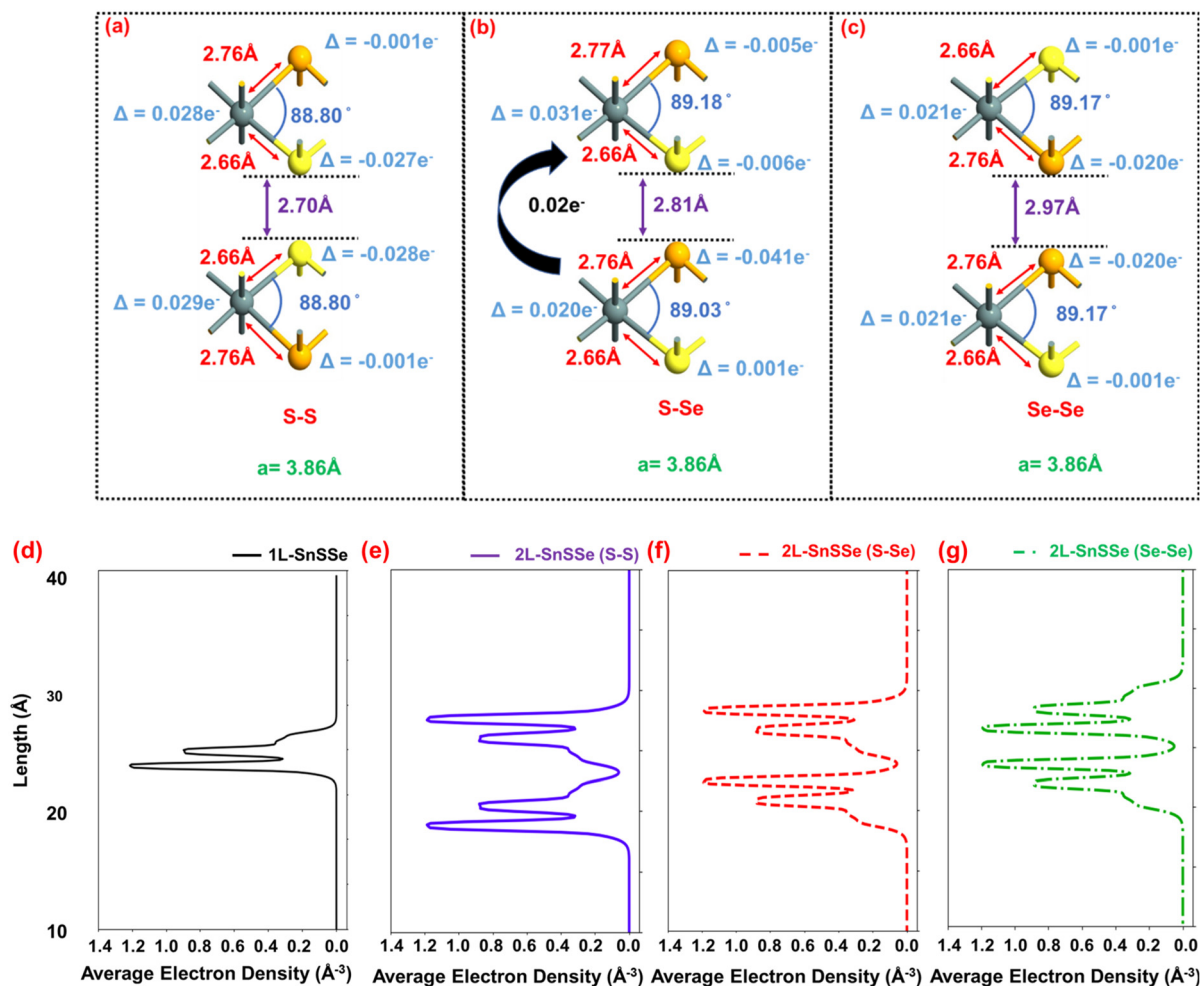 (a)
2.76Å
Δ = -0.001e-
Δ = 0.028e-
88.80°
2.66Å
Δ = -0.027e-
2.70Å
2.66Å
Δ = -0.028e-
Δ = 0.029e-
88.80°
2.76Å
Δ = -0.001e-
S-S
a= 3.86Å
(b)
2.77Å
Δ = -0.005e-
Δ = 0.031e-
89.18°
2.66Å
Δ = -0.006e-
0.02e-
2.81Å
2.76Å
Δ = -0.041e-
Δ = 0.020e-
89.03°
2.66Å
Δ = 0.001e-
S-Se
a= 3.86Å
(c)
2.66Å
Δ = -0.001e-
Δ = 0.021e-
89.17°
2.76Å
Δ = -0.020e-
2.97Å
2.76Å
Δ = -0.020e-
Δ = 0.021e-
89.17°
2.66Å
Δ = -0.001e-
Se-Se
a= 3.86Å
(d)
1L-SnSSe
(e)
2L-SnSSe (S-S)
(f)
2L-SnSSe (S-Se)
(g)
2L-SnSSe (Se-Se)
Length (Å)
40
30
20
10
1.4 1.2 1.0 0.8 0.6 0.4 0.2 0.0
Average Electron Density (Å-3)
1.4 1.2 1.0 0.8 0.6 0.4 0.2 0.0
Average Electron Density (Å-3)
1.4 1.2 1.0 0.8 0.6 0.4 0.2 0.0
Average Electron Density (Å-3)
1.4 1.2 1.0 0.8 0.6 0.4 0.2 0.0
Average Electron Density (Å-3)